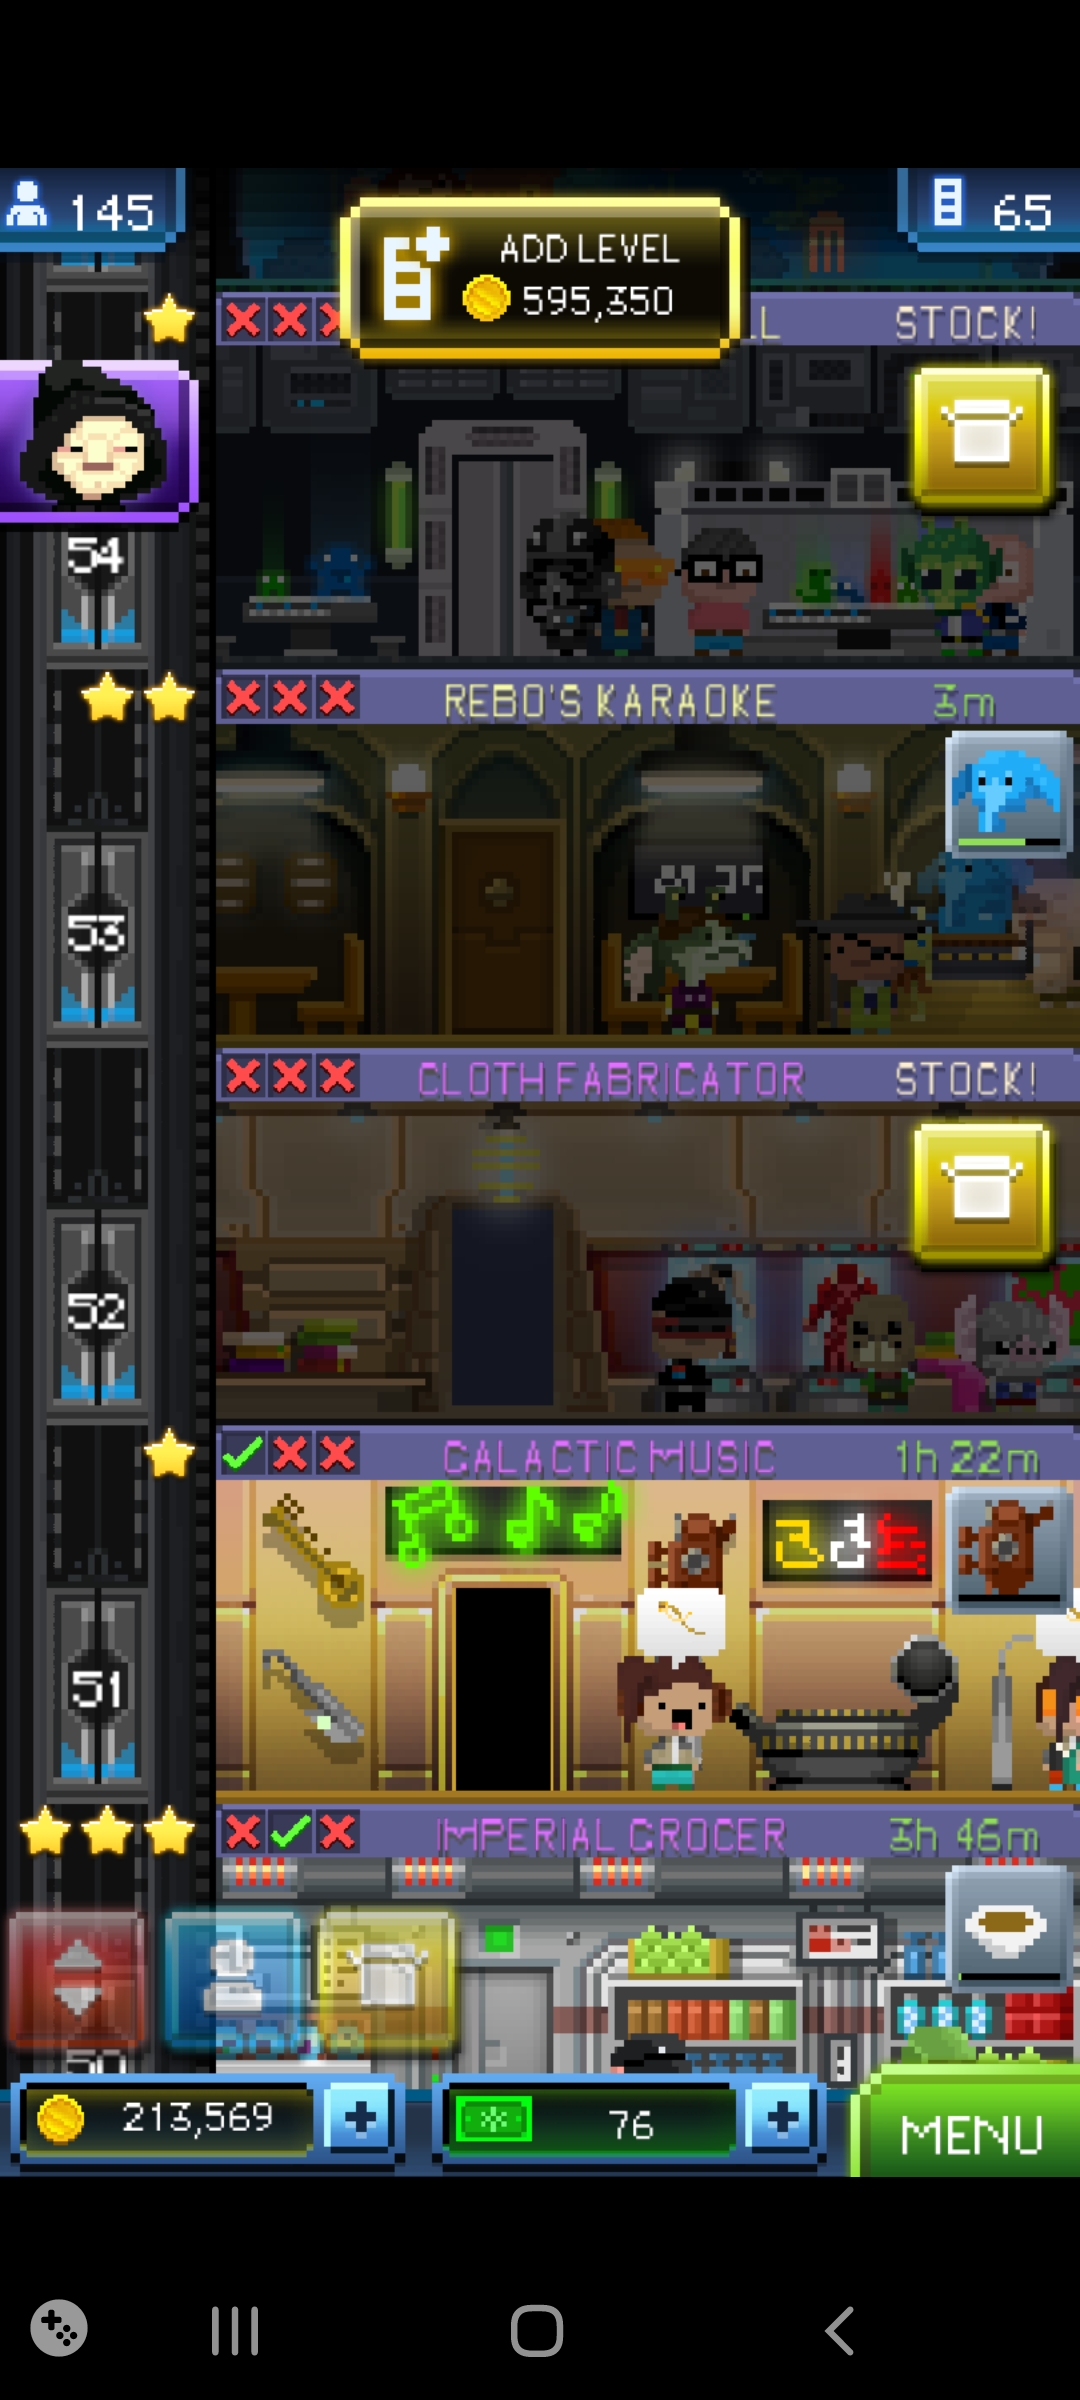 145
65
ADD LEVEL
595,350
STOCK!
54
REBO'S KARAOKE
3m
53
CLOTH FABRICATOR
STOCK!
52
GALACTIC MUSIC
1h 22m
51
IMPERIAL GROCER
3h 46m
50
213,569
76
MENU